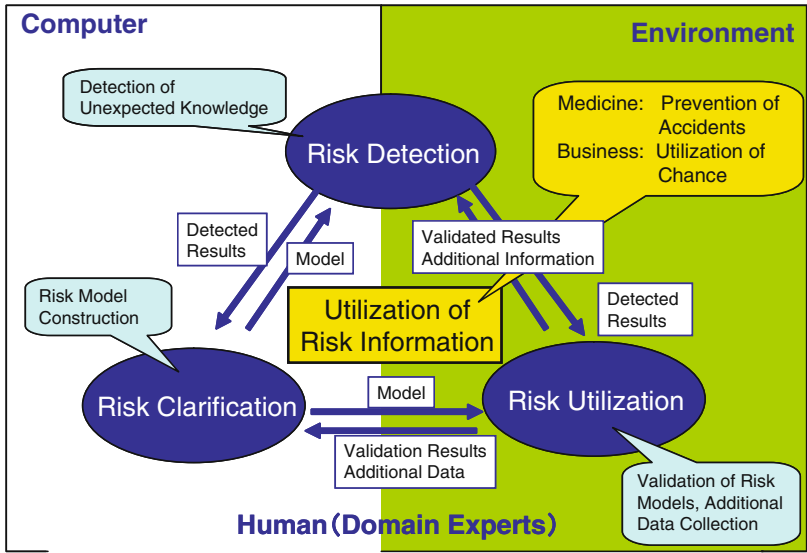 Computer
Environment
Detection of
Unexpected Knowledge
Medicine: Prevention of
Accidents
Business: Utilization of
Chance
Risk Detection
Detected
Results
Model
Validated Results
Additional Information
Risk Model
Construction
Utilization of
Risk Information
Detected
Results
Risk Clarification
Model
Risk Utilization
Validation Results
Additional Data
Validation of Risk
Models, Additional
Data Collection
Human(Domain Experts)